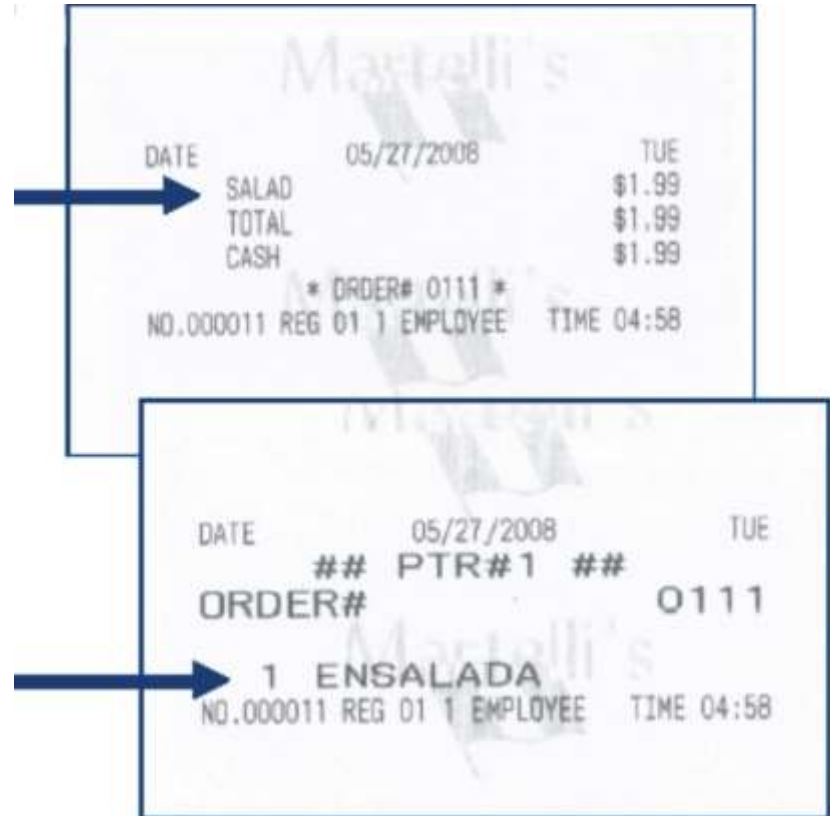 Martelli's
DATE 05/27/2008 TUE
SALAD $1.99
TOTAL $1.99
CASH $1.99
* ORDER# 0111 *
NO.000011 REG 01 1 EMPLOYEE TIME 04:58
Martelli's
DATE 05/27/2008 TUE
## PTR#1 ##
ORDER# 0111
Martelli's
1 ENSALADA
NO.000011 REG 01 1 EMPLOYEE TIME 04:58